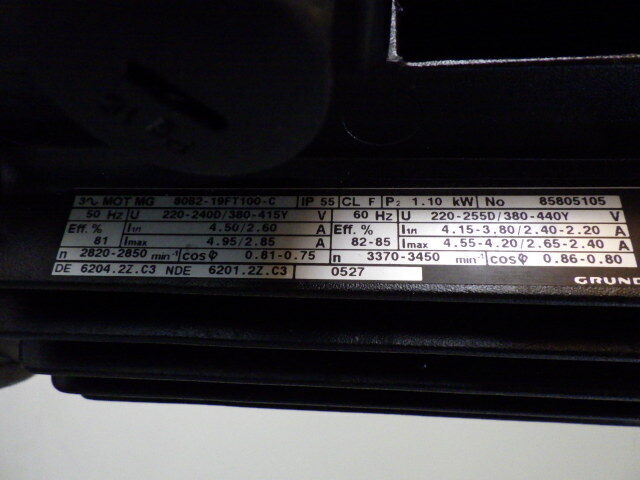 3~ MOT MG 80B2-19FT100-C IP 55 CL F P2 1.10 kW No 85805105
50 Hz U 220-240D/380-415Y V 60 Hz U 220-255D/380-440Y V
Eff. % I1/1 4.50/2.60 A Eff. % I1/1 4.15-3.80/2.40-2.20 A
81 Imax 4.95/2.85 A 82-85 Imax 4.55-4.20/2.65-2.40 A
n 2820-2850 min-1 cosφ 0.81-0.75 n 3370-3450 min-1 cosφ 0.86-0.80
DE 6204.2Z.C3 NDE 6201.2Z.C3 0527
GRUND